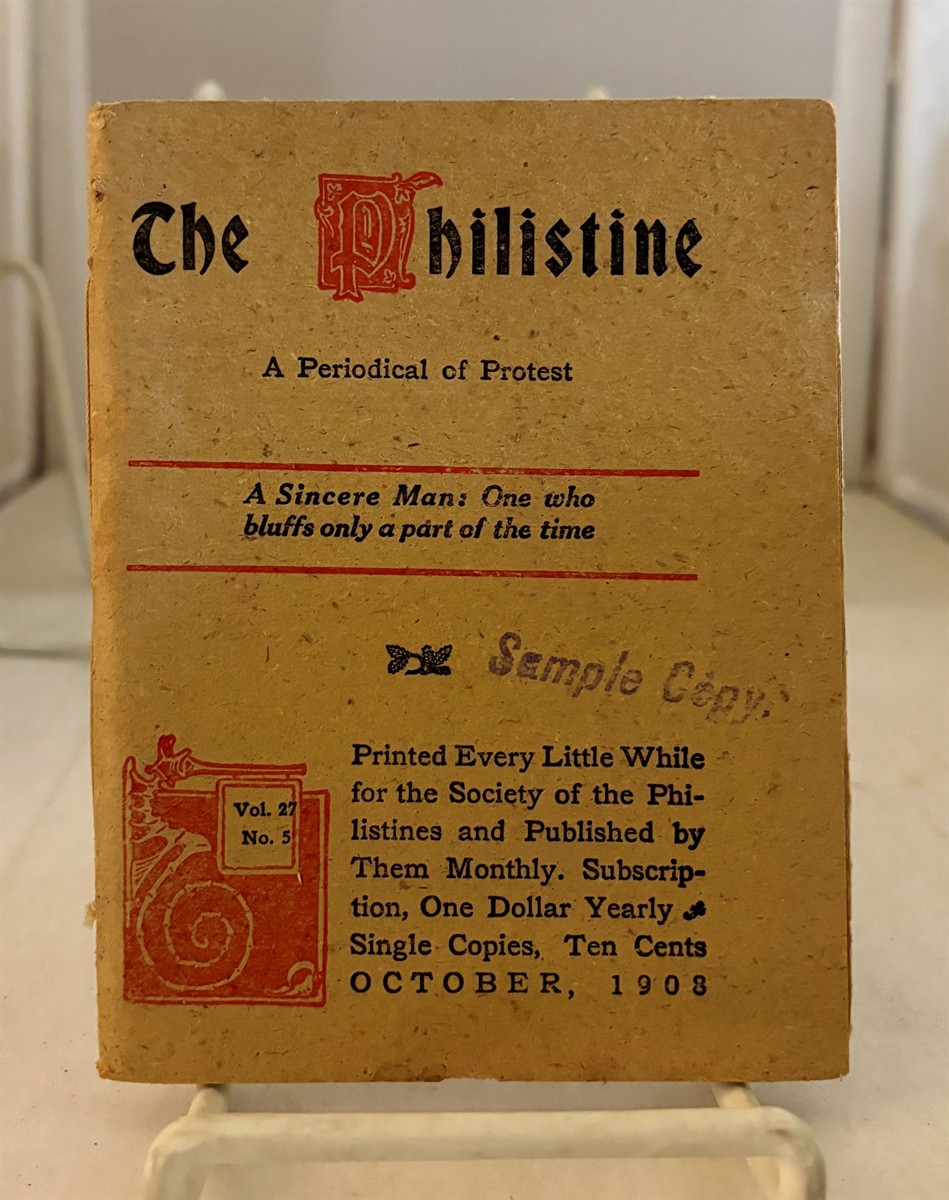 The Philistine
A Periodical of Protest
A Sincere Man: One who
bluffs only a part of the time
Sample Copy.
Vol. 27
No. 5
Printed Every Little While
for the Society of the Phi-
listines and Published by
Them Monthly. Subscrip-
tion, One Dollar Yearly
Single Copies, Ten Cents
OCTOBER, 1908